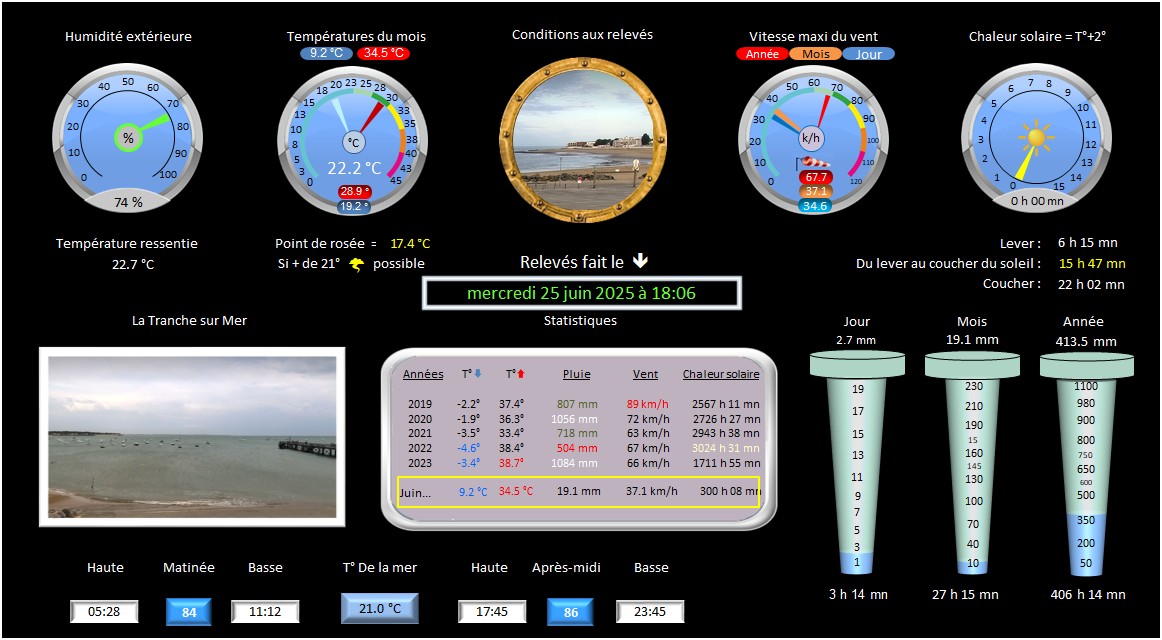 Humidité extérieure
Températures du mois
9.2 °C 34.5 °C
Conditions aux relevés
Vitesse maxi du vent
Année Mois Jour
Chaleur solaire = T°+2°
0 10 20 30 40 50 60 70 80 90 100
%
74 %
0 3 5 8 10 13 15 18 20 23 25 28 30 33 35 38 40 43 45
°C
22.2 °C
28.9 °
19.2 °
0 10 20 30 40 50 60 70 80 90 100 110 120
k/h
67.7
37.1
34.6
0 1 2 3 4 5 6 7 8 9 10 11 12 13 14 15
0 h 00 mn
Température ressentie
22.7 °C
Point de rosée = 17.4 °C
Si + de 21° possible
Relevés fait le
mercredi 25 juin 2025 à 18:06
Lever : 6 h 15 mn
Du lever au coucher du soleil : 15 h 47 mn
Coucher : 22 h 02 mn
La Tranche sur Mer
Statistiques
Années T° T° Pluie Vent Chaleur solaire
2019 -2.2° 37.4° 807 mm 89 km/h 2567 h 11 mn
2020 -1.9° 36.3° 1056 mm 72 km/h 2726 h 27 mn
2021 -3.5° 33.4° 718 mm 63 km/h 2943 h 38 mn
2022 -4.6° 38.4° 504 mm 67 km/h 3024 h 31 mn
2023 -3.4° 38.7° 1084 mm 66 km/h 1711 h 55 mn
Juin... 9.2 °C 34.5 °C 19.1 mm 37.1 km/h 300 h 08 mn
Jour
2.7 mm
19
17
15
13
11
9
7
5
3
1
3 h 14 mn
Mois
19.1 mm
230
210
190
15
160
145
130
100
70
40
10
27 h 15 mn
Année
413.5 mm
1100
980
900
800
750
650
600
500
350
200
50
406 h 14 mn
Haute Matinée Basse T° De la mer Haute Après-midi Basse
05:28 84 11:12 21.0 °C 17:45 86 23:45